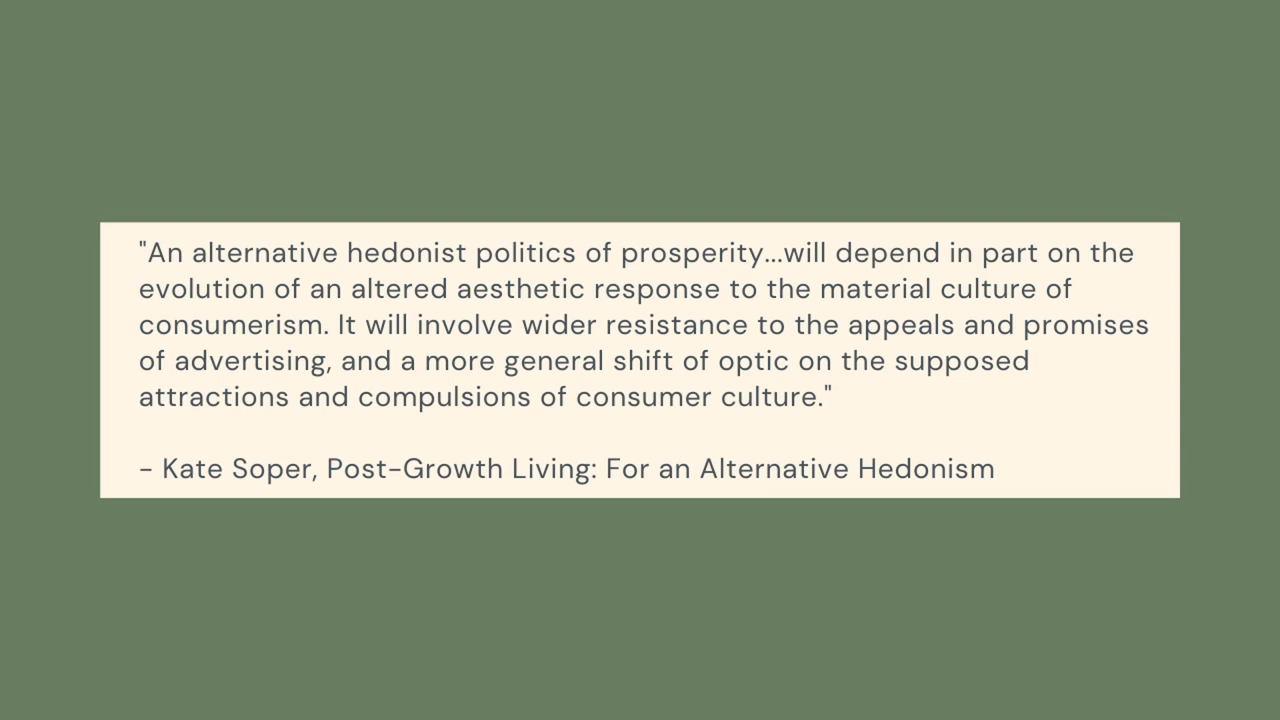 "An alternative hedonist politics of prosperity...will depend in part on the
evolution of an altered aesthetic response to the material culture of
consumerism. It will involve wider resistance to the appeals and promises
of advertising, and a more general shift of optic on the supposed
attractions and compulsions of consumer culture."
– Kate Soper, Post-Growth Living: For an Alternative Hedonism